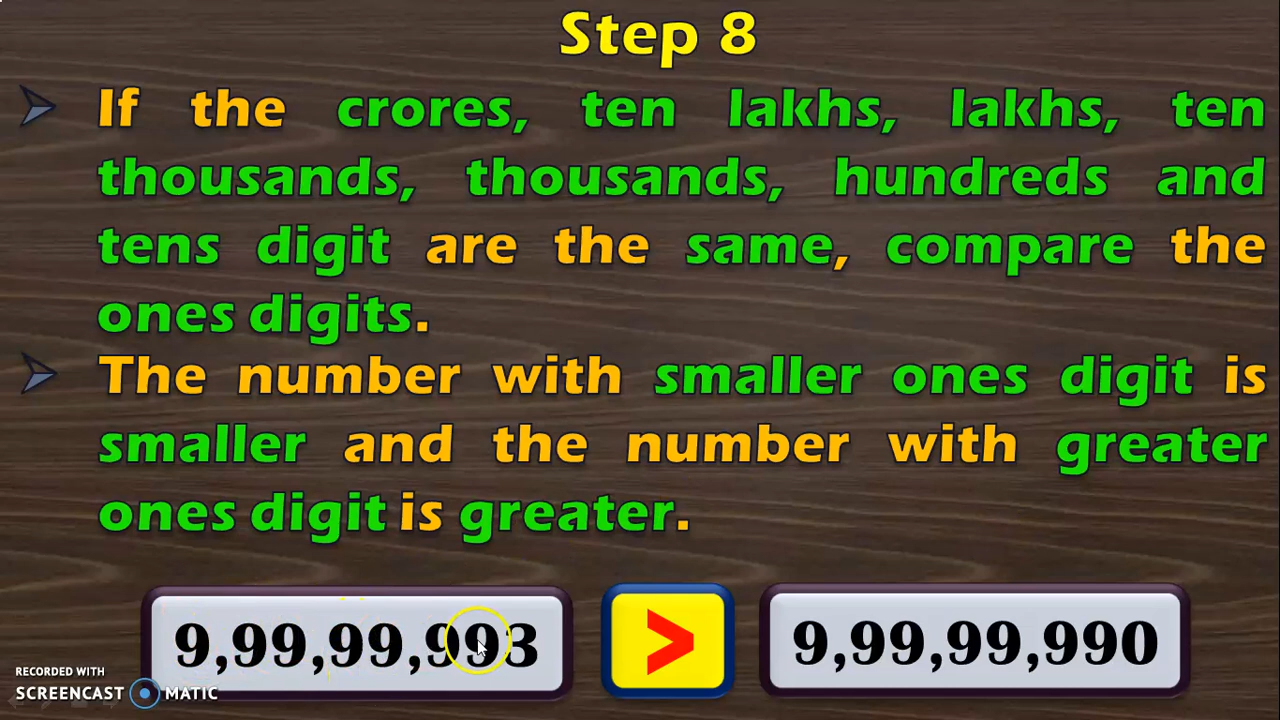 Step 8
If the crores, ten lakhs, lakhs, ten
thousands, thousands, hundreds and
tens digit are the same, compare the
ones digits.
The number with smaller ones digit is
smaller and the number with greater
ones digit is greater.
9,99,99,993 > 9,99,99,990
RECORDED WITH
SCREENCAST MATIC